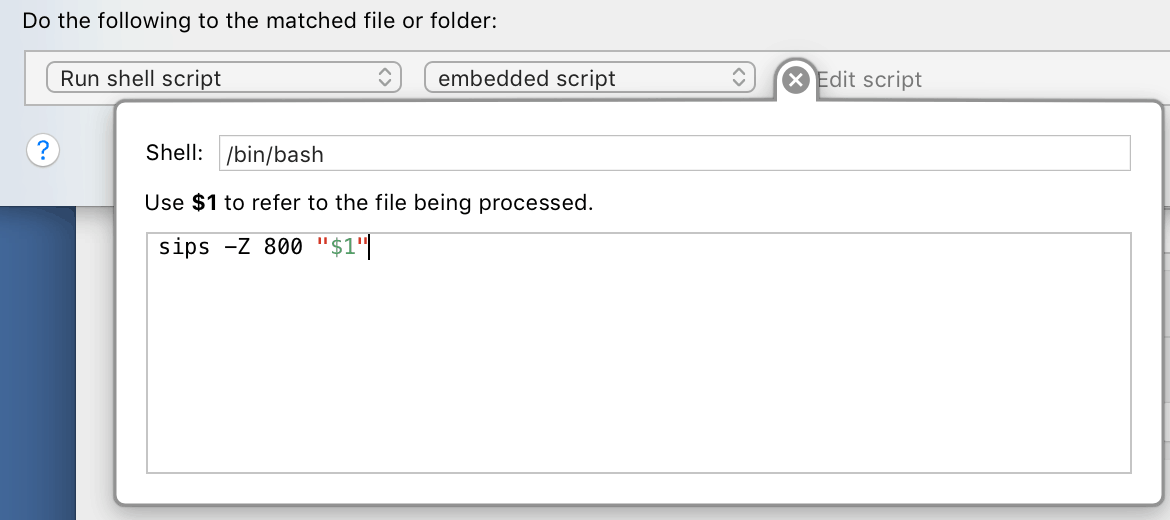 Do the following to the matched file or folder:
Run shell script embedded script Edit script
?
Shell: /bin/bash
Use $1 to refer to the file being processed.
sips -Z 800 "$1"